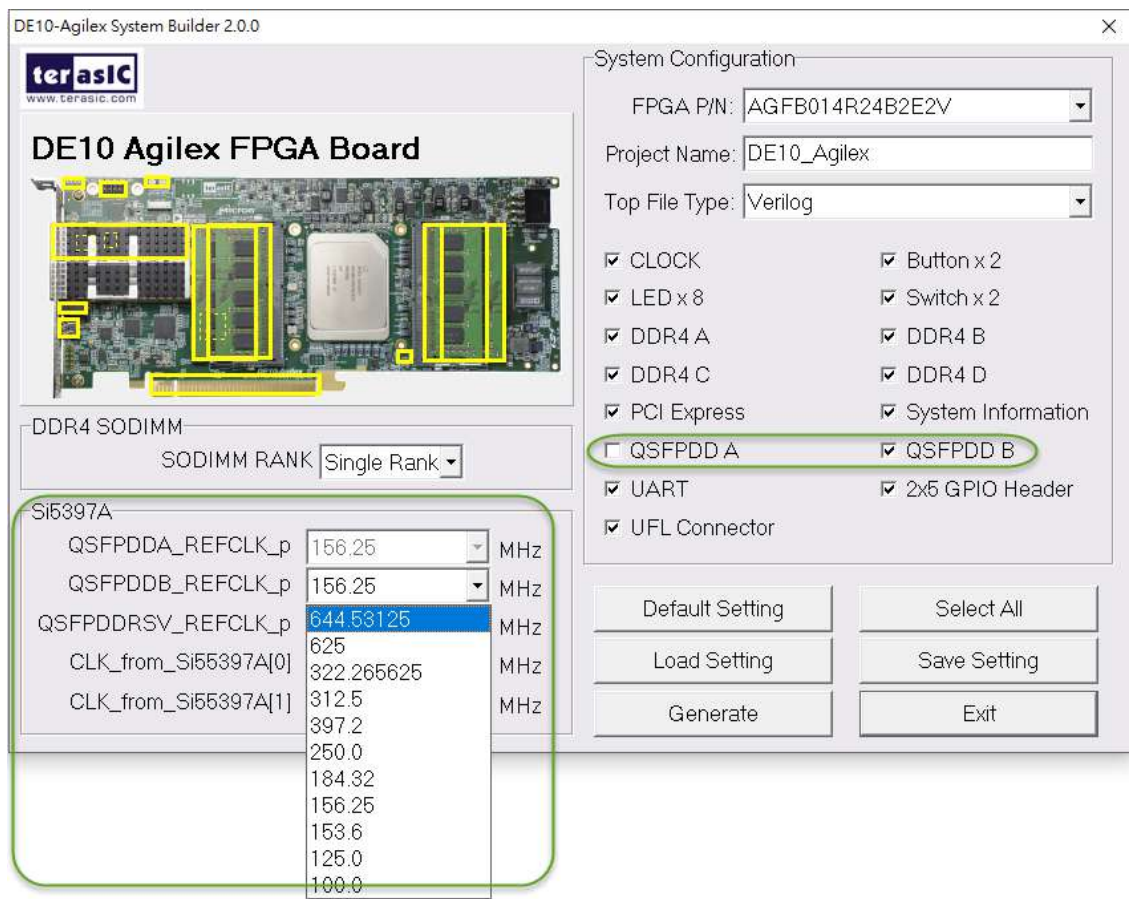 DE10-Agilex System Builder 2.0.0
terasIC
www.terasic.com
DE10 Agilex FPGA Board
DDR4 SODIMM
SODIMM RANK Single Rank
Si5397A
QSFPDDA_REFCLK_p 156.25 MHz
QSFPDDB_REFCLK_p 156.25 MHz
QSFPDDRSV_REFCLK_p MHz
CLK_from_Si55397A[0] MHz
CLK_from_Si55397A[1] MHz
644.53125
625
322.265625
312.5
397.2
250.0
184.32
156.25
153.6
125.0
100.0
System Configuration
FPGA P/N: AGFB014R24B2E2V
Project Name: DE10_Agilex
Top File Type: Verilog
CLOCK Button x 2
LED x 8 Switch x 2
DDR4 A DDR4 B
DDR4 C DDR4 D
PCI Express System Information
QSFPDD A QSFPDD B
UART 2x5 GPIO Header
UFL Connector
Default Setting Select All
Load Setting Save Setting
Generate Exit